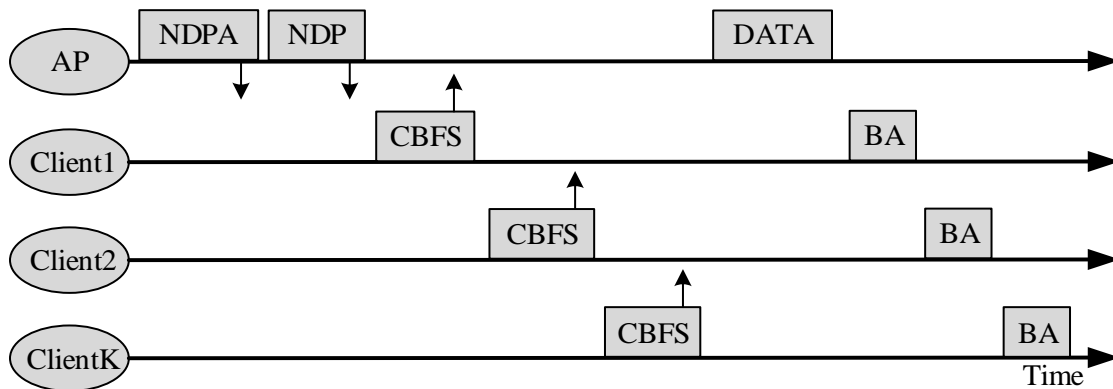 AP
NDPA
NDP
DATA
Client1
CBFS
BA
Client2
CBFS
BA
ClientK
CBFS
BA
Time